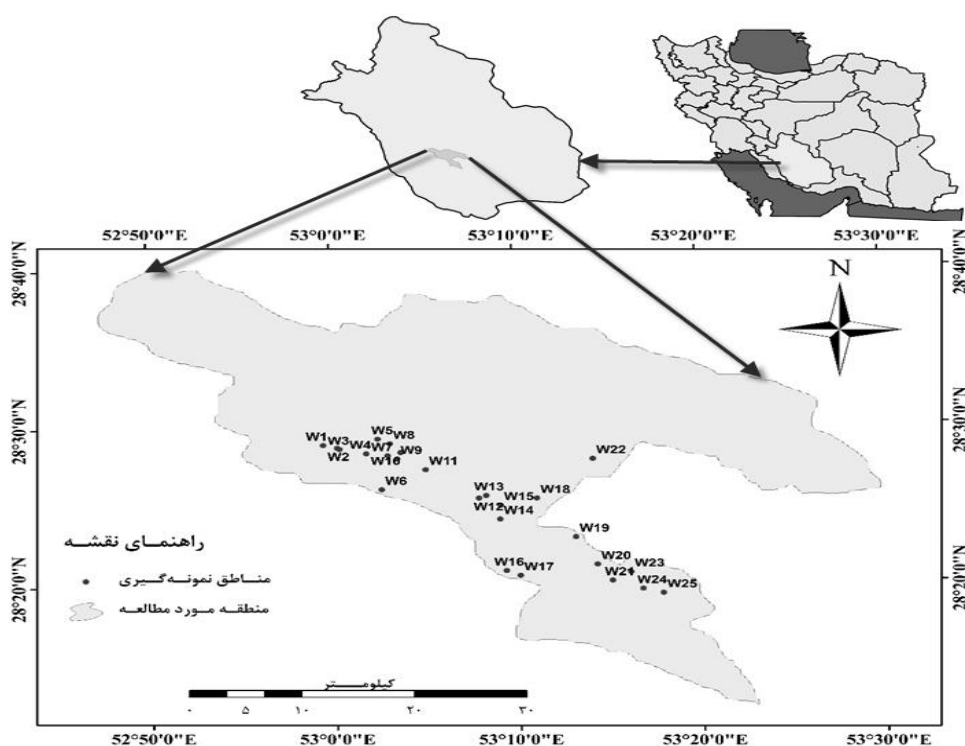 52°50'0"E 53°00'0"E 53°10'0"E 53°20'0"E 53°30'0"E
28°40'0"N
28°30'0"N
28°20'0"N
28°40'0"N
28°30'0"N
28°20'0"N
N
W1
W3
W2
W4
W5
W8
W7
W9
W10
W6
W11
W22
W13
W12
W15
W14
W18
W19
W16
W17
W20
W23
W21
W24
W25
راهنمای نقشه
مناطق نمونه‌گیری
منطقه مورد مطالعه
کیلومتر
۰ ۵ ۱۰ ۲۰ ۳۰
52°50'0"E 53°00'0"E 53°10'0"E 53°20'0"E 53°30'0"E